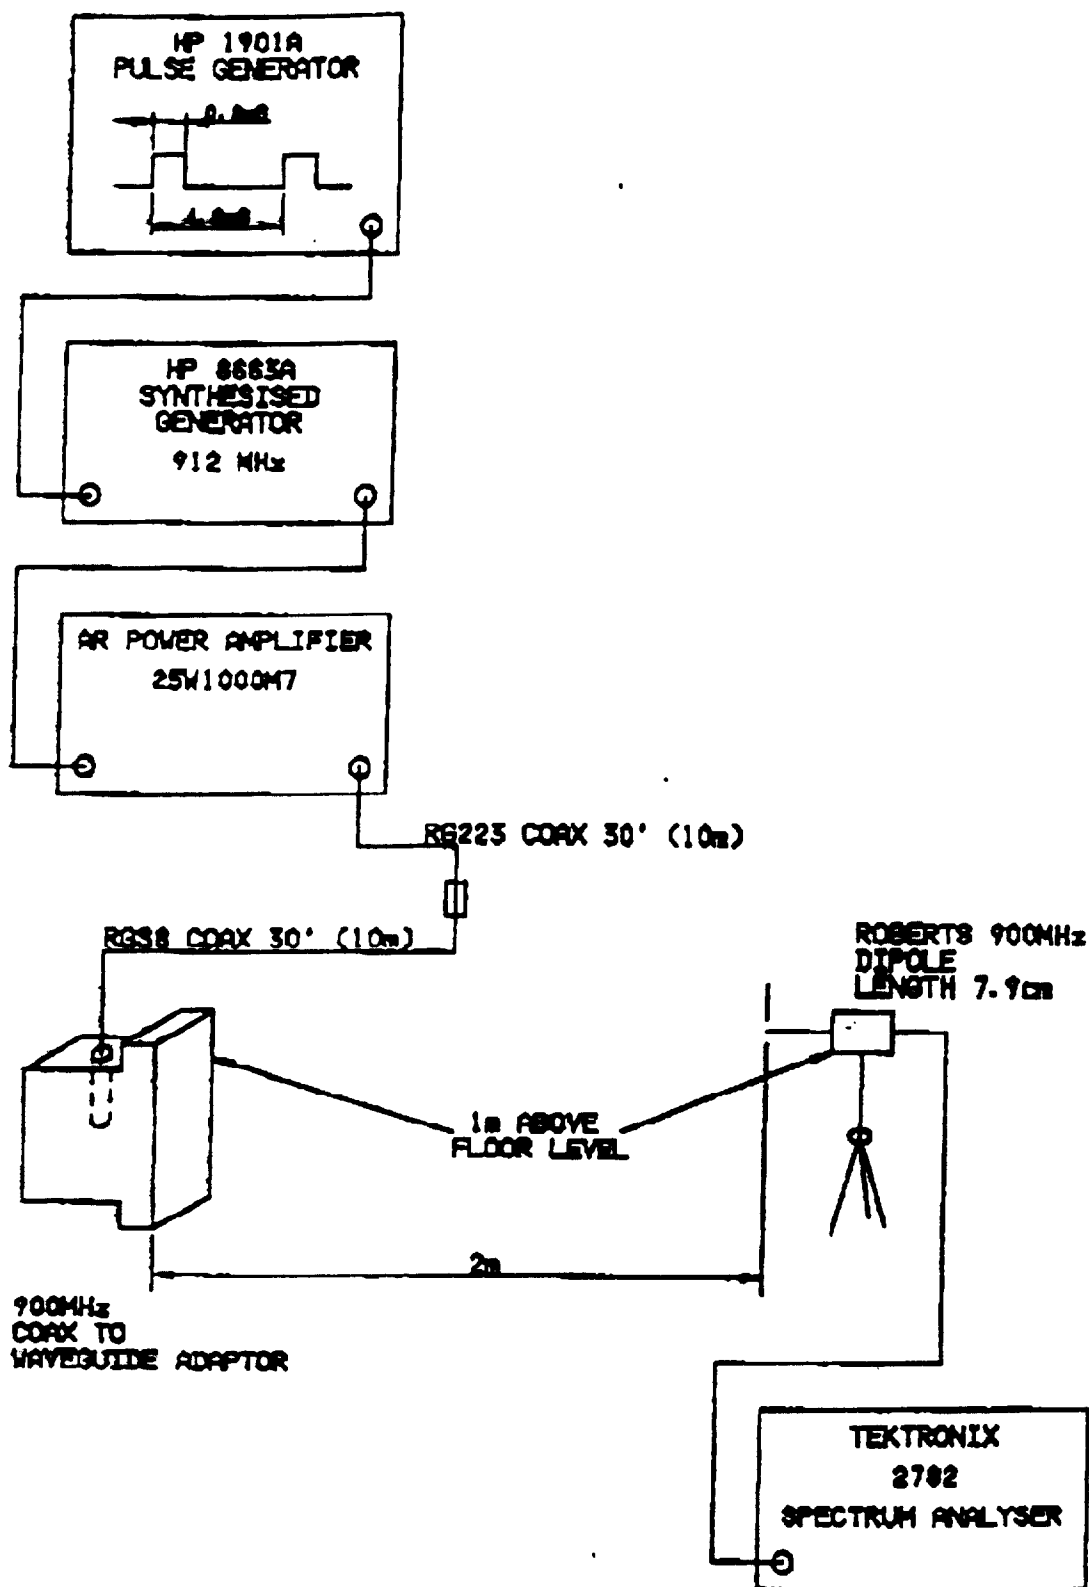 HP 1901A
PULSE GENERATOR
HP 8663A
SYNTHESISED
GENERATOR
912 MHz
AR POWER AMPLIFIER
25W1000M7
RG223 COAX 30' (10m)
RG58 COAX 30' (10m)
ROBERTS 900MHz
DIPOLE
LENGTH 7.9cm
1m ABOVE
FLOOR LEVEL
2m
900MHz
COAX TO
WAVEGUIDE ADAPTOR
TEKTRONIX
2782
SPECTRUM ANALYSER